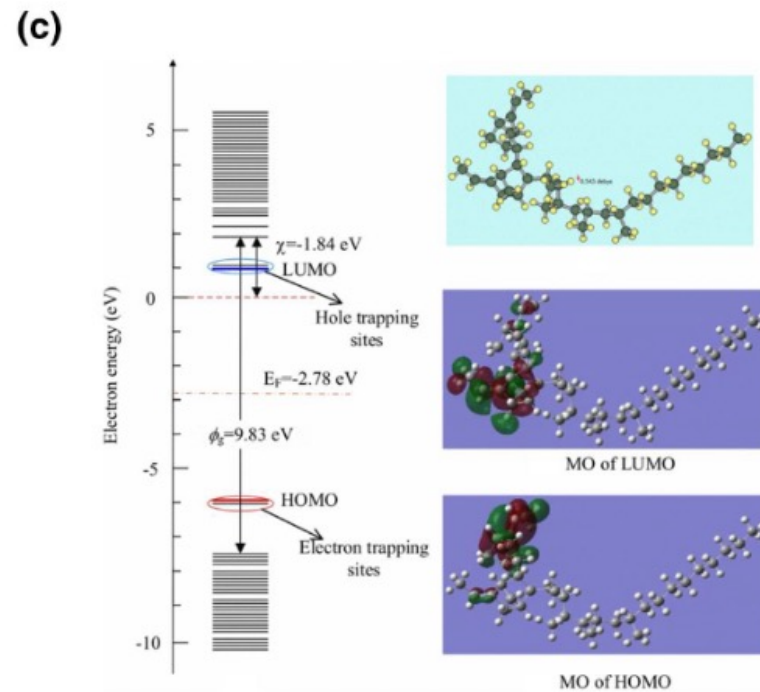 (c)
5
0
-5
-10
Electron energy (eV)
χ=-1.84 eV
LUMO
Hole trapping
sites
E_F=-2.78 eV
ϕ_g=9.83 eV
HOMO
Electron trapping
sites
MO of LUMO
MO of HOMO